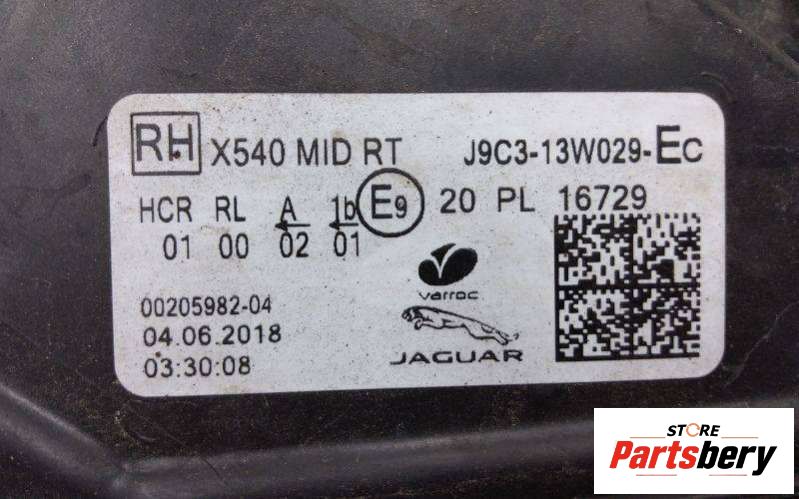 RH X540 MID RT J9C3-13W029-EC
HCR RL A 1b E9 20 PL 16729
01 00 02 01
varroc
00205982-04
04.06.2018
JAGUAR
03:30:08
STORE
Partsbery